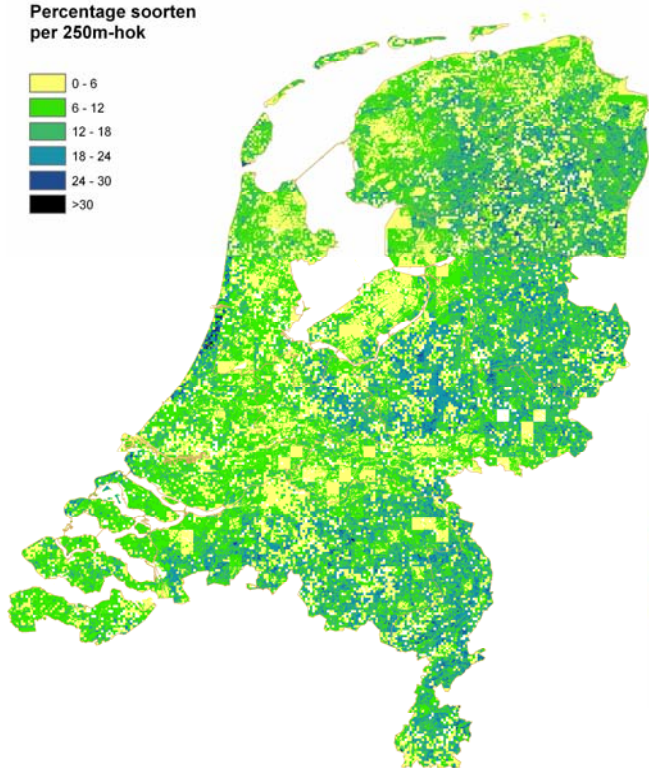 Percentage soorten
per 250m-hok
0 - 6
6 - 12
12 - 18
18 - 24
24 - 30
>30